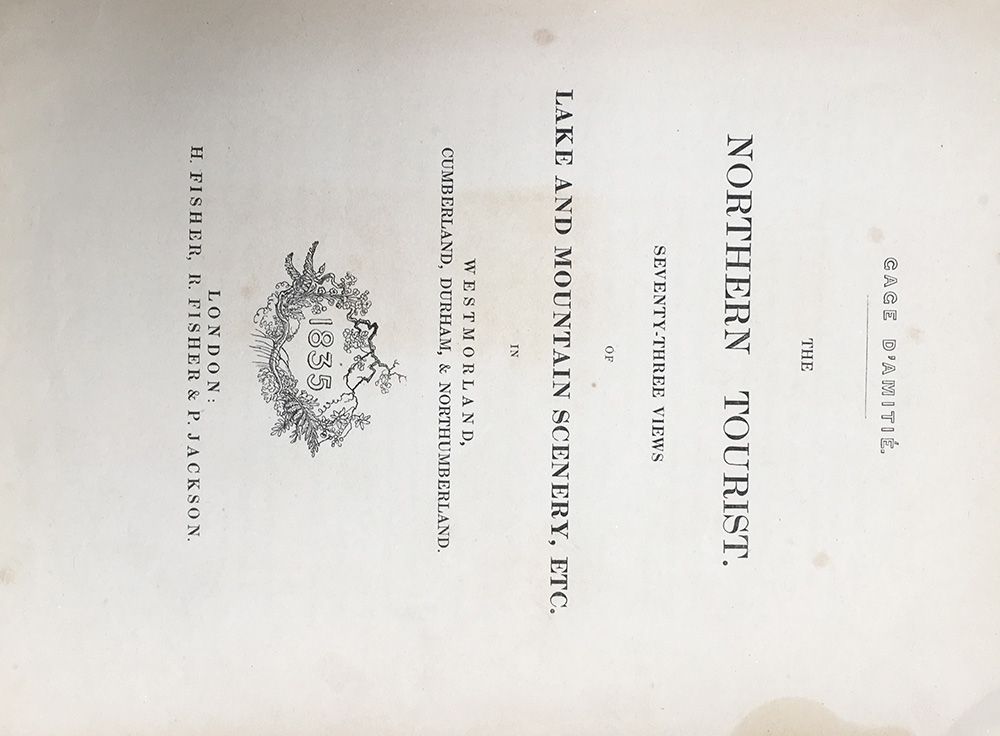 GAGE D'AMITIÉ.
THE
NORTHERN TOURIST.
SEVENTY-THREE VIEWS
OF
LAKE AND MOUNTAIN SCENERY, ETC.
IN
WESTMORLAND,
CUMBERLAND, DURHAM, & NORTHUMBERLAND.
1835
LONDON:
H. FISHER, R. FISHER & P. JACKSON.